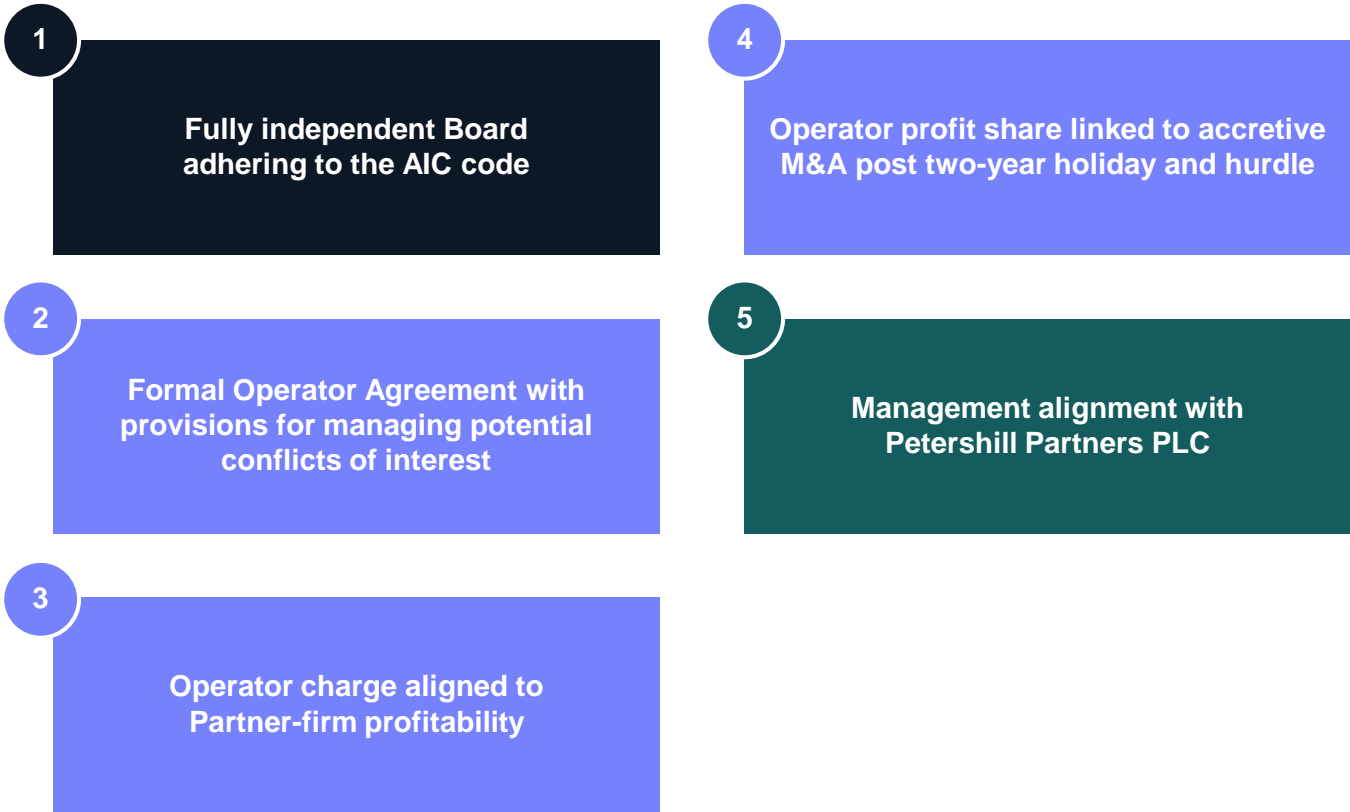 1
Fully independent Board
adhering to the AIC code
2
Formal Operator Agreement with
provisions for managing potential
conflicts of interest
3
Operator charge aligned to
Partner-firm profitability
4
Operator profit share linked to accretive
M&A post two-year holiday and hurdle
5
Management alignment with
Petershill Partners PLC